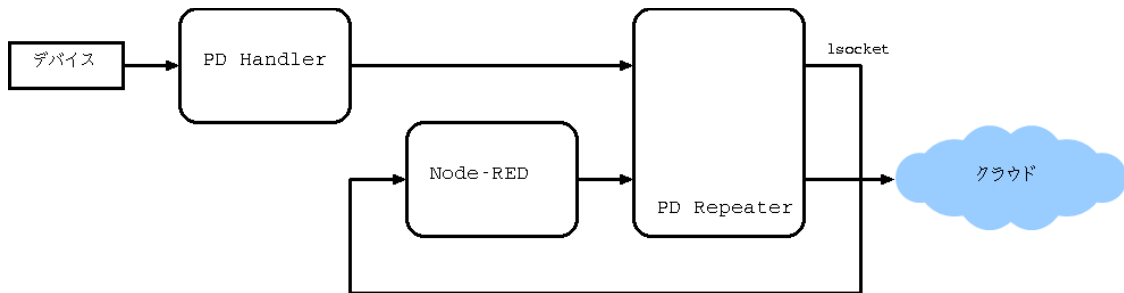 デバイス
PD Handler
lsocket
Node-RED
PD Repeater
クラウド